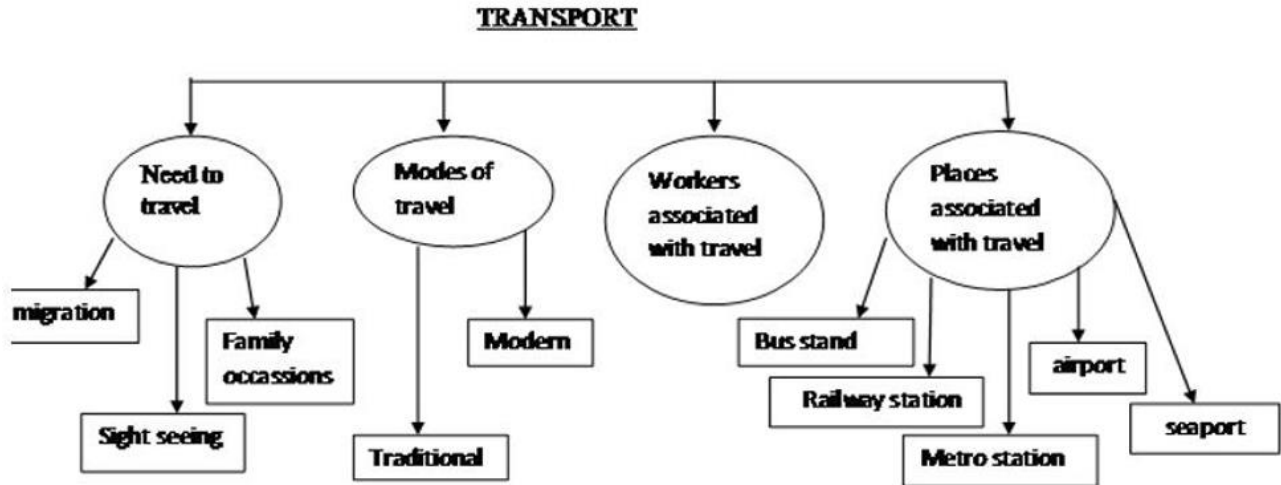 TRANSPORT
Need to
travel
Modes of
travel
Workers
associated
with travel
Places
associated
with travel
migration
Family
occassions
Sight seeing
Modern
Traditional
Bus stand
Railway station
Metro station
airport
seaport